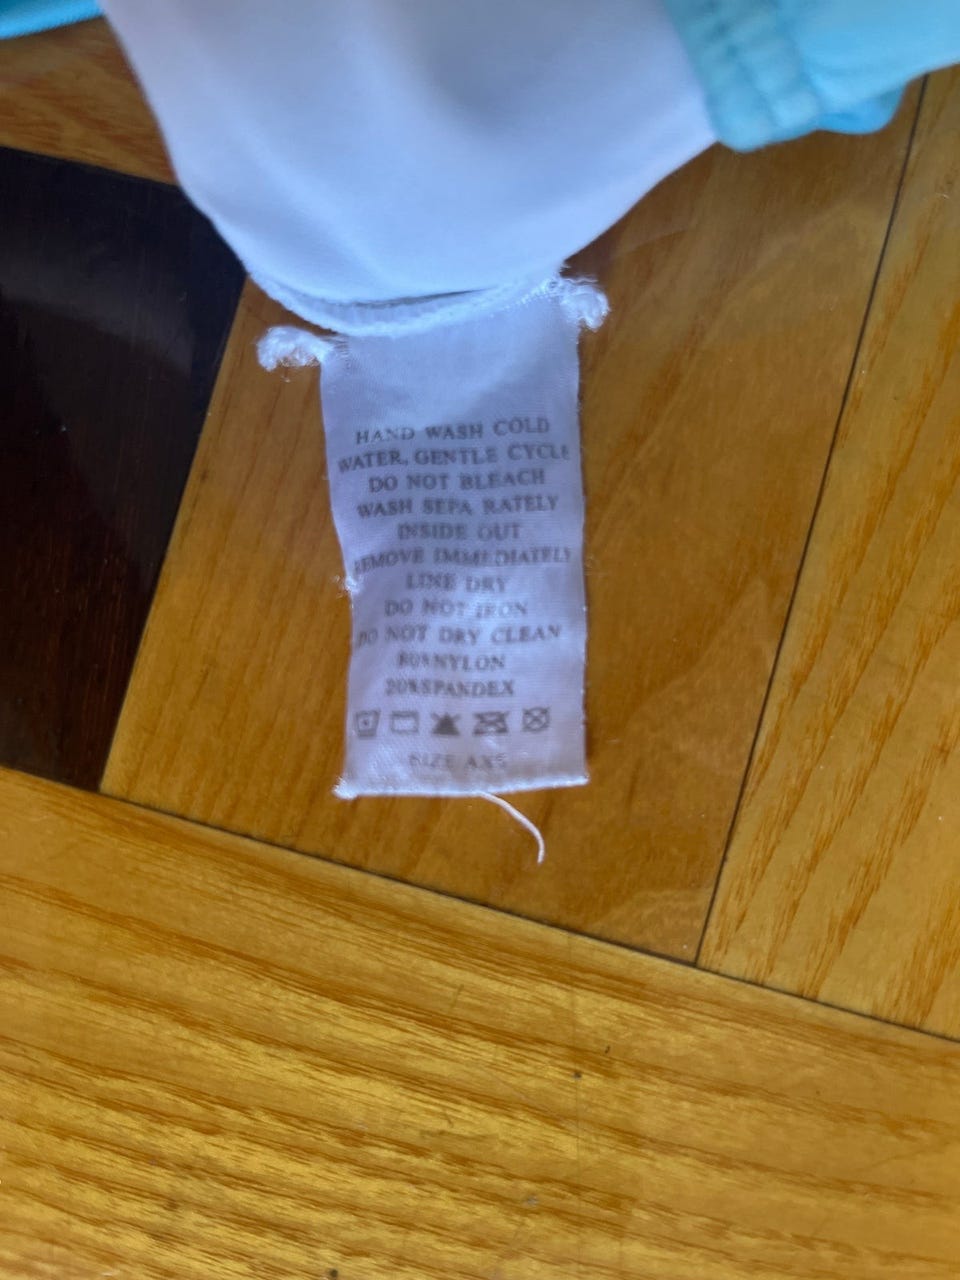 HAND WASH COLD
WATER, GENTLE CYCLE
DO NOT BLEACH
WASH SEPA RATELY
INSIDE OUT
REMOVE IMMEDIATELY
LINE DRY
DO NOT IRON
DO NOT DRY CLEAN
80%NYLON
20%SPANDEX
SIZE AXS